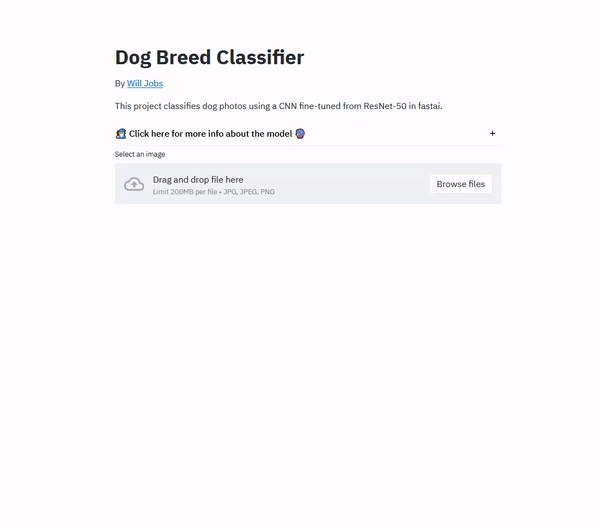 Dog Breed Classifier
By Will Jobs
This project classifies dog photos using a CNN fine-tuned from ResNet-50 in fastai.
Click here for more info about the model +
Select an image
Drag and drop file here
Limit 200MB per file • JPG, JPEG, PNG
Browse files